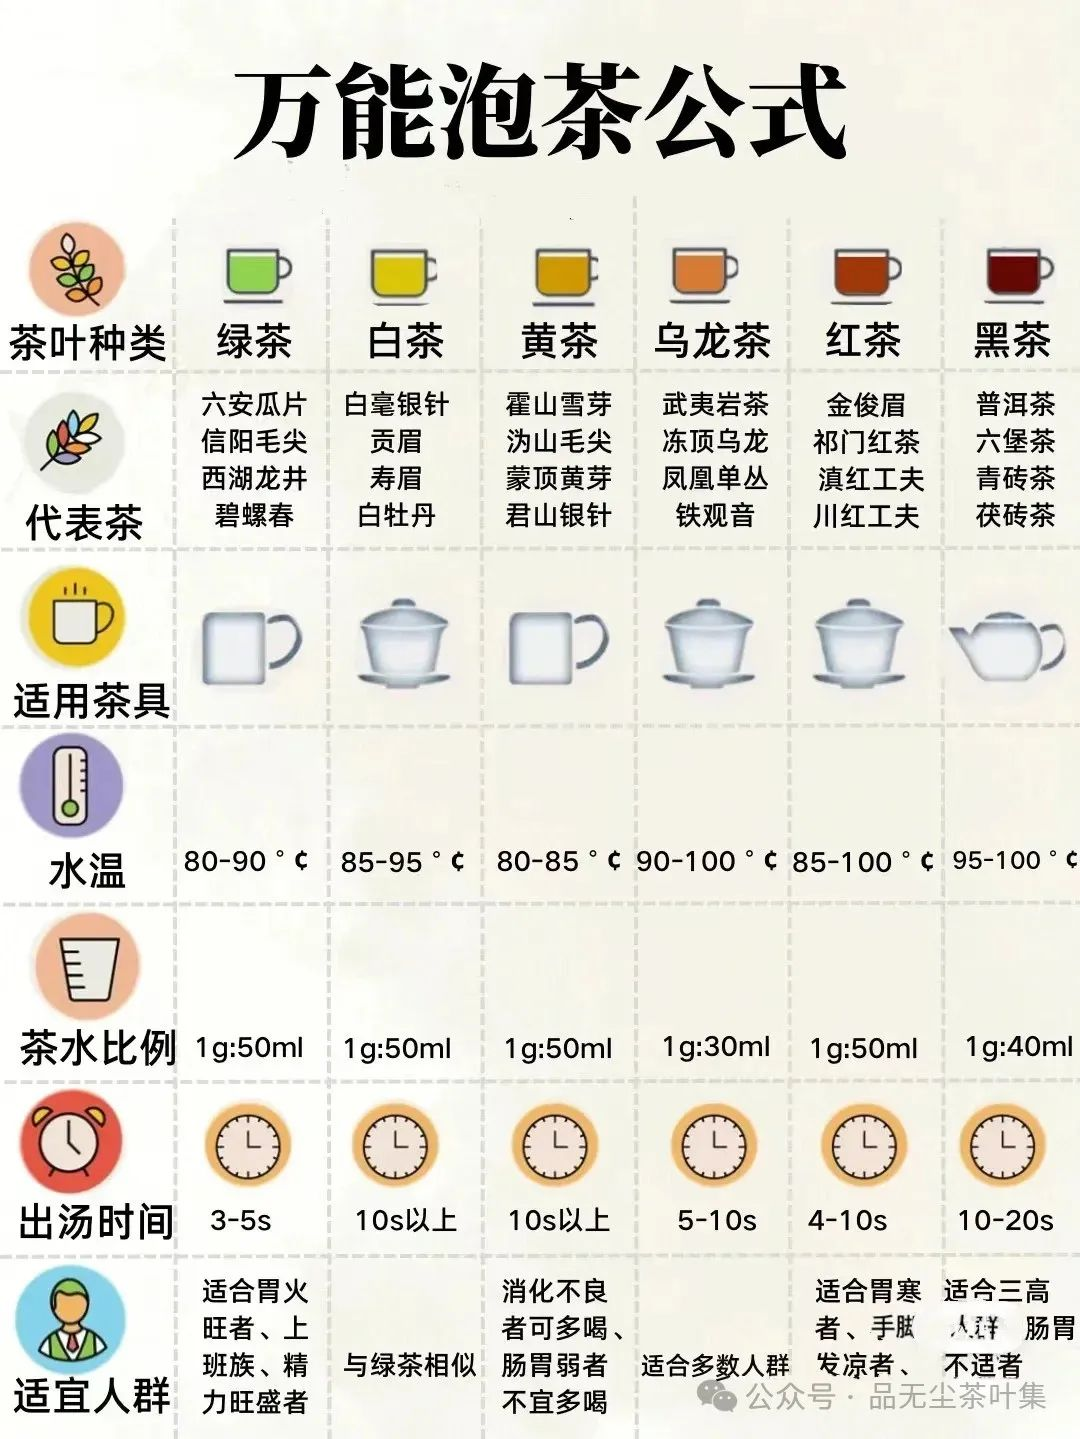 万能泡茶公式
茶叶种类
绿茶
白茶
黄茶
乌龙茶
红茶
黑茶
代表茶
六安瓜片
信阳毛尖
西湖龙井
碧螺春
白毫银针
贡眉
寿眉
白牡丹
霍山雪芽
沩山毛尖
蒙顶黄芽
君山银针
武夷岩茶
冻顶乌龙
凤凰单丛
铁观音
金俊眉
祁门红茶
滇红工夫
川红工夫
普洱茶
六堡茶
青砖茶
茯砖茶
适用茶具
水温
80-90 ° ¢
85-95 ° ¢
80-85 ° ¢
90-100 ° ¢
85-100 ° ¢
95-100 ° ¢
茶水比例
1g:50ml
1g:50ml
1g:50ml
1g:30ml
1g:50ml
1g:40ml
出汤时间
3-5s
10s以上
10s以上
5-10s
4-10s
10-20s
适宜人群
适合胃火
旺者、上
班族、精
力旺盛者
与绿茶相似
消化不良
者可多喝、
肠胃弱者
不宜多喝
适合多数人群
适合胃寒
者、手脚
发凉者、
适合三高
人群 肠胃
不适者
公众号 · 品无尘茶叶集